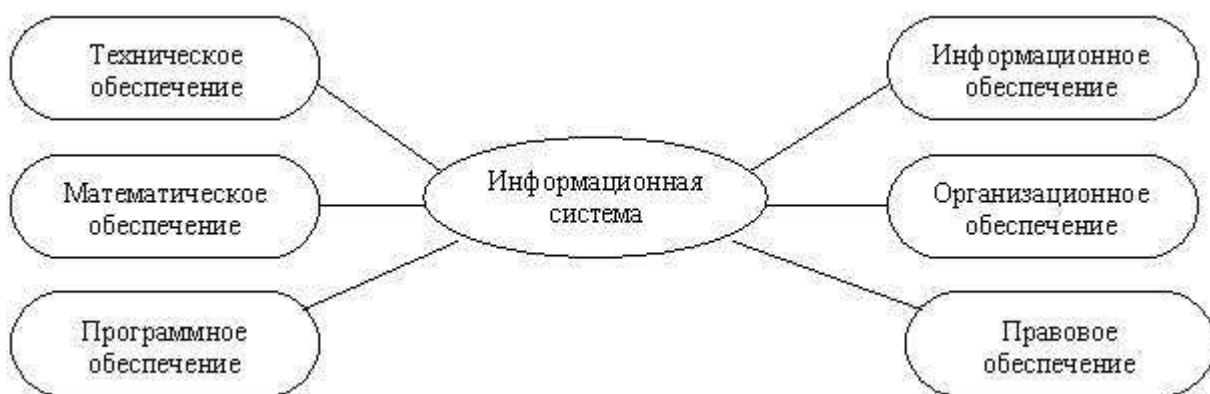 Техническое
обеспечение
Информационное
обеспечение
Математическое
обеспечение
Информационная
система
Организационное
обеспечение
Программное
обеспечение
Правовое
обеспечение